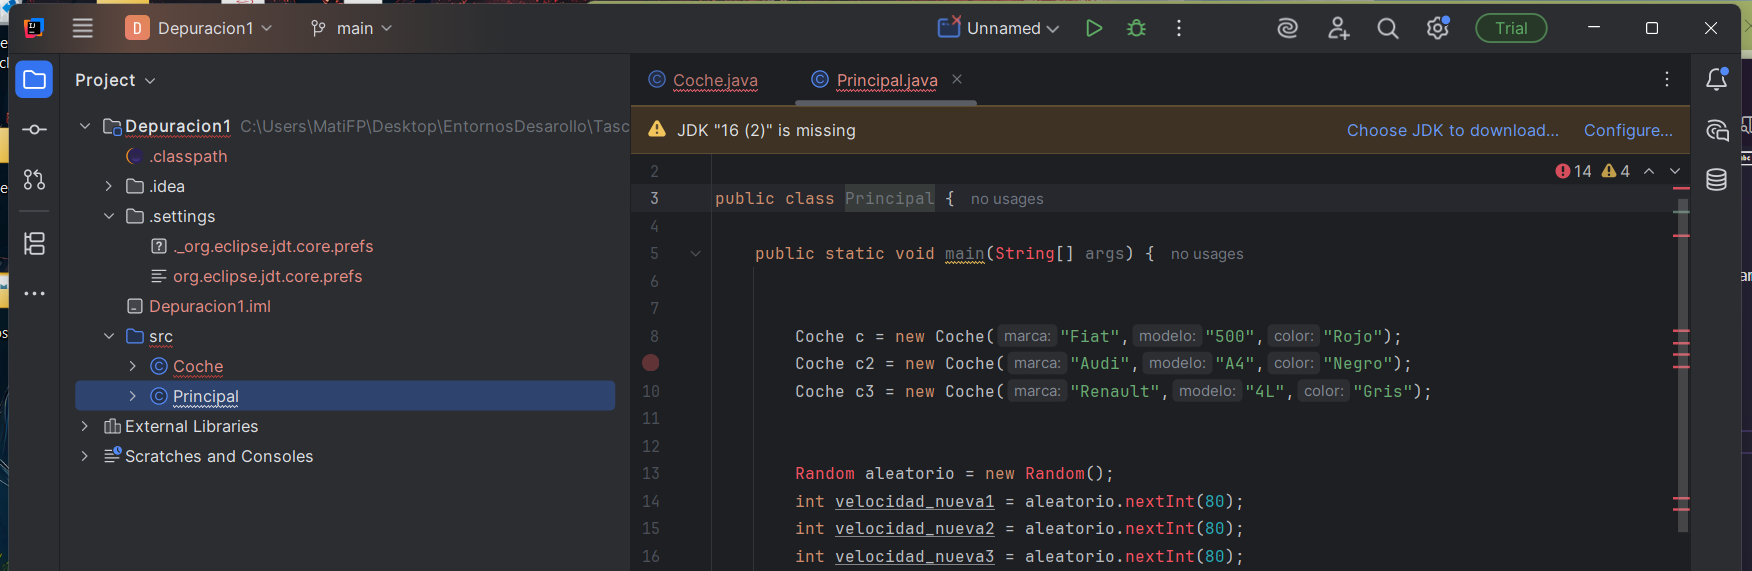 D Depuracion1 main Unnamed Trial
Project
Coche.java Principal.java
Depuracion1 C:\Users\MatiFP\Desktop\EntornosDesarollo\Tasc
JDK "16 (2)" is missing Choose JDK to download... Configure...
.classpath
.idea
.settings
._org.eclipse.jdt.core.prefs
org.eclipse.jdt.core.prefs
Depuracion1.iml
src
Coche
Principal
External Libraries
Scratches and Consoles
14 4
2
3 public class Principal { no usages
4
5 public static void main(String[] args) { no usages
6
7
8 Coche c = new Coche( marca: "Fiat", modelo: "500", color: "Rojo");
Coche c2 = new Coche( marca: "Audi", modelo: "A4", color: "Negro");
10 Coche c3 = new Coche( marca: "Renault", modelo: "4L", color: "Gris");
11
12
13 Random aleatorio = new Random();
14 int velocidad_nueva1 = aleatorio.nextInt(80);
15 int velocidad_nueva2 = aleatorio.nextInt(80);
16 int velocidad_nueva3 = aleatorio.nextInt(80);